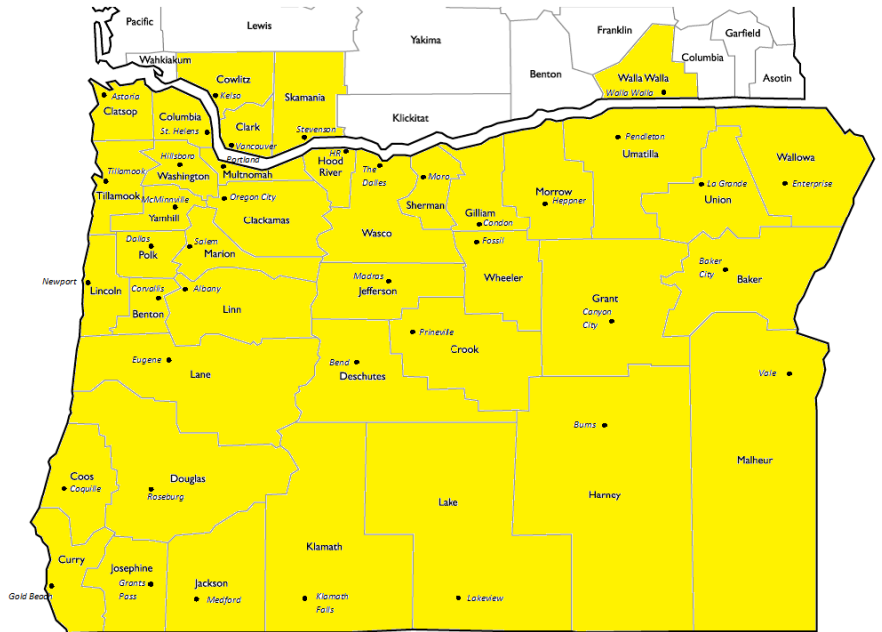 Pacific
Lewis
Yakima
Franklin
Garfield
Wahkiakum
Cowlitz
Kelso
Skamania
Benton
Walla Walla
Walla Walla
Columbia
Asotin
Astoria
Clatsop
Columbia
St. Helens
Clark
Vancouver
Stevenson
Klickitat
Hillsboro
Washington
Portland
Multnomah
HR
Hood
River
The
Dalles
Moro
Pendleton
Umatilla
Wallowa
Enterprise
Tillamook
Tillamook
McMinnville
Yamhill
Oregon City
Clackamas
Sherman
Gilliam
Condon
Morrow
Heppner
La Grande
Union
Wasco
Dallas
Polk
Salem
Marion
Fossil
Wheeler
Baker
City
Baker
Newport
Lincoln
Corvallis
Benton
Albany
Linn
Madras
Jefferson
Grant
Canyon
City
Eugene
Lane
Bend
Deschutes
Prineville
Crook
Vale
Burns
Malheur
Coos
Coquille
Douglas
Roseburg
Lake
Harney
Curry
Gold Beach
Josephine
Grants
Pass
Jackson
Medford
Klamath
Klamath
Falls
Lakeview